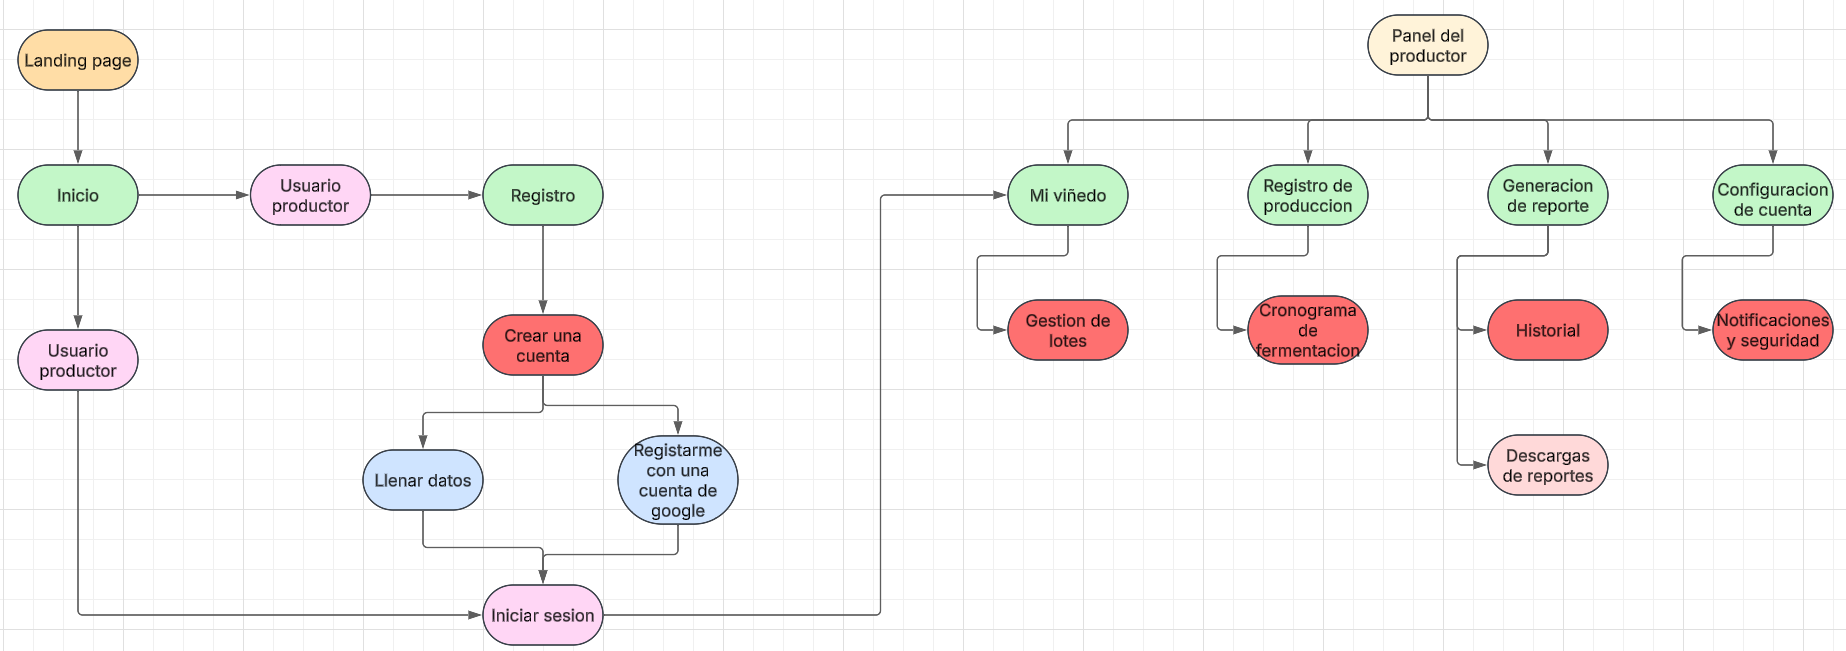 Landing page
Panel del
productor
Inicio
Usuario
productor
Registro
Mi viñedo
Registro de
produccion
Generacion
de reporte
Configuracion
de cuenta
Usuario
productor
Crear una
cuenta
Gestion de
lotes
Cronograma
de
fermentacion
Historial
Notificaciones
y seguridad
Llenar datos
Registarme
con una
cuenta de
google
Descargas
de reportes
Iniciar sesion